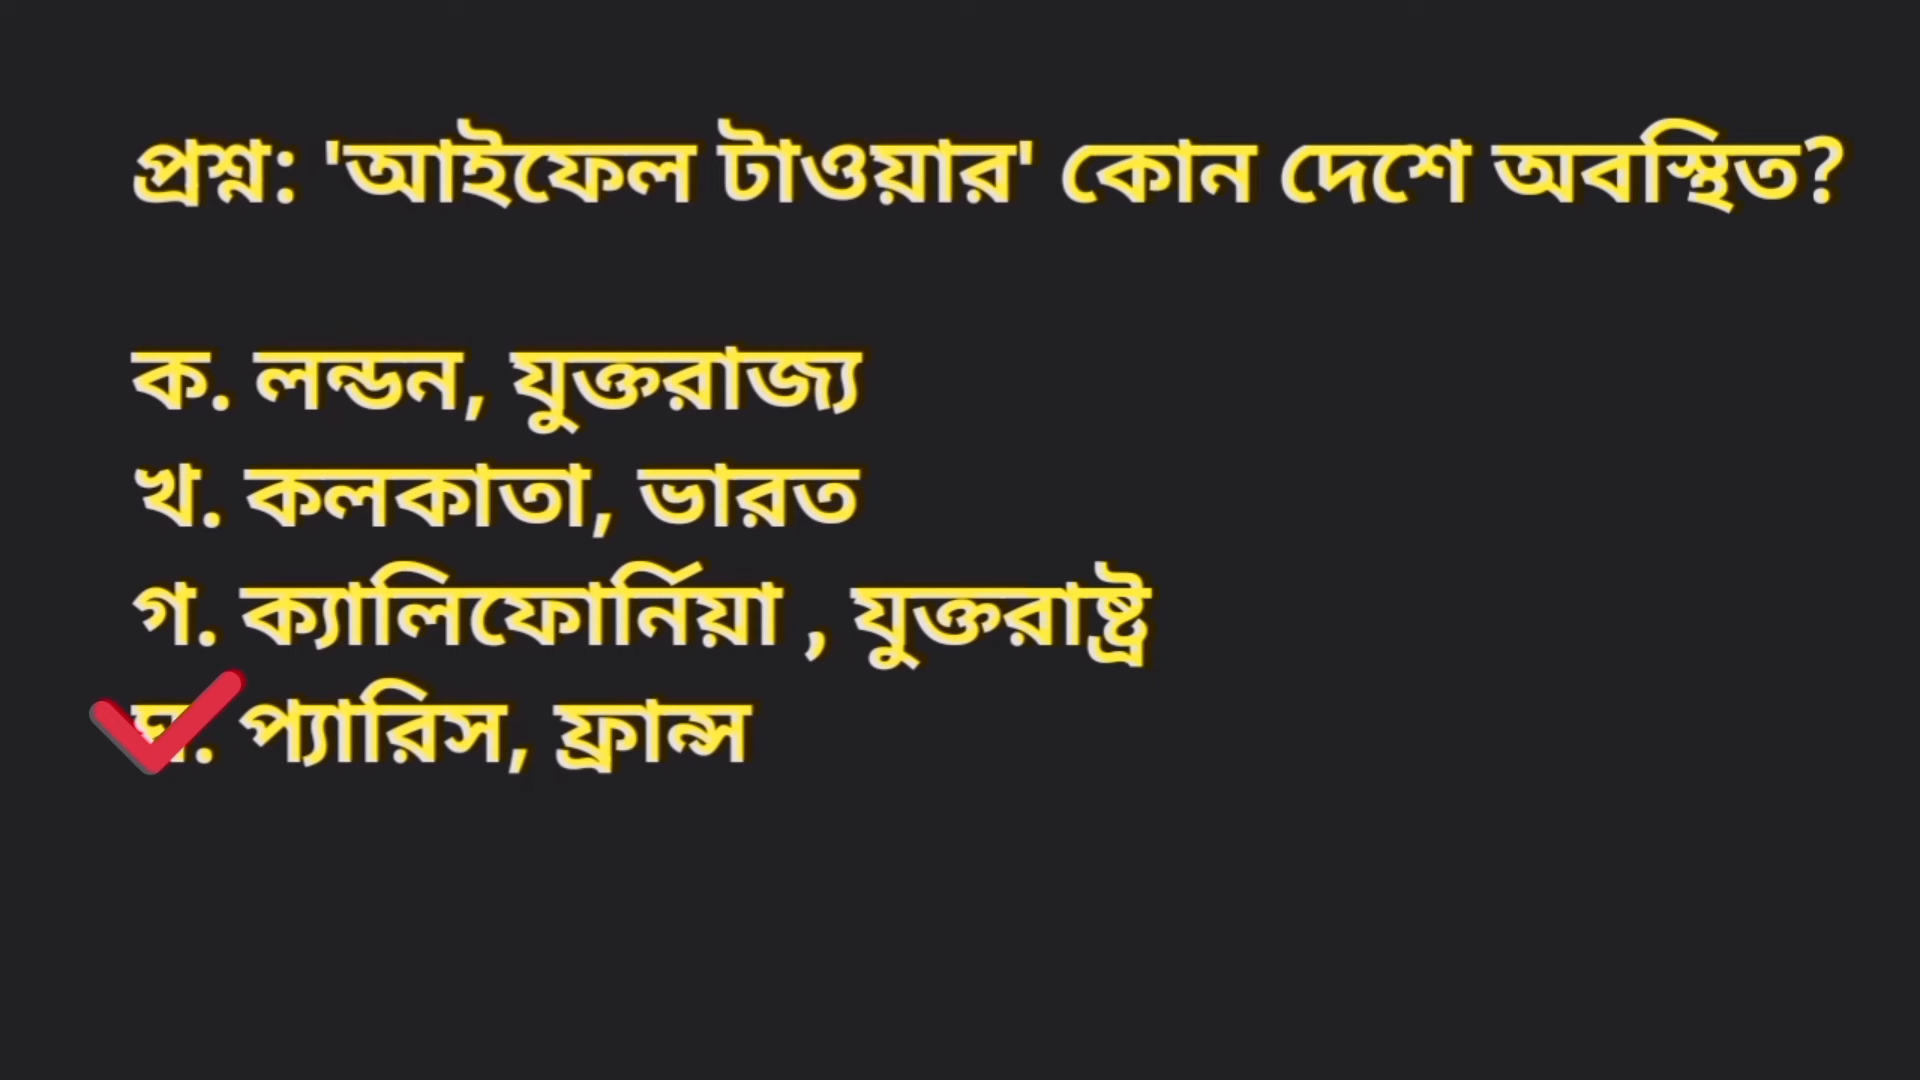 প্রশ্ন: 'আইফেল টাওয়ার' কোন দেশে অবস্থিত?
ক. লন্ডন, যুক্তরাজ্য
খ. কলকাতা, ভারত
গ. ক্যালিফোর্নিয়া , যুক্তরাষ্ট্র
ঘ. প্যারিস, ফ্রান্স